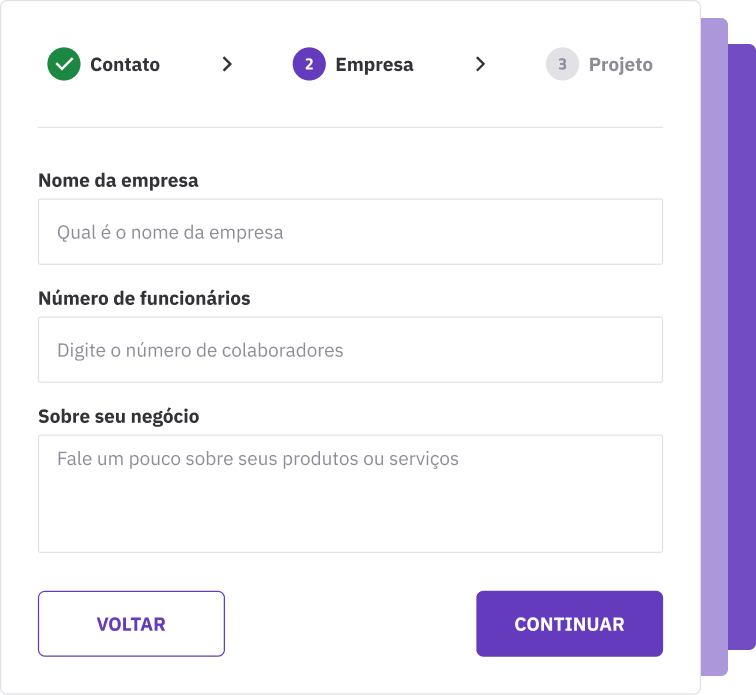 Contato 2 Empresa 3 Projeto
Nome da empresa
Qual é o nome da empresa
Número de funcionários
Digite o número de colaboradores
Sobre seu negócio
Fale um pouco sobre seus produtos ou serviços
VOLTAR CONTINUAR